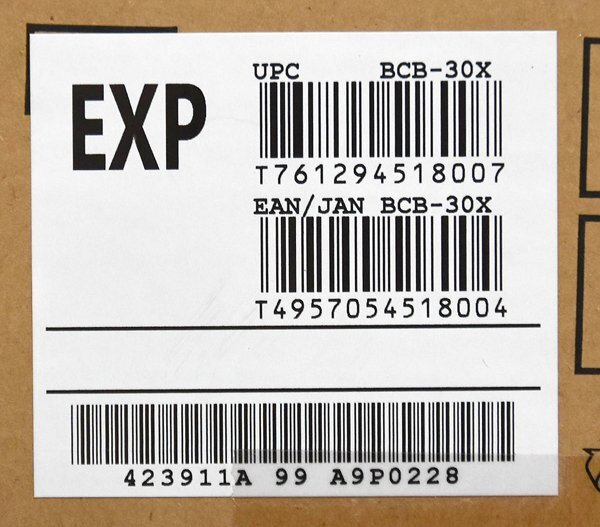 EXP
UPC BCB-30X
T761294518007
EAN/JAN BCB-30X
T4957054518004
423911A 99 A9P0228